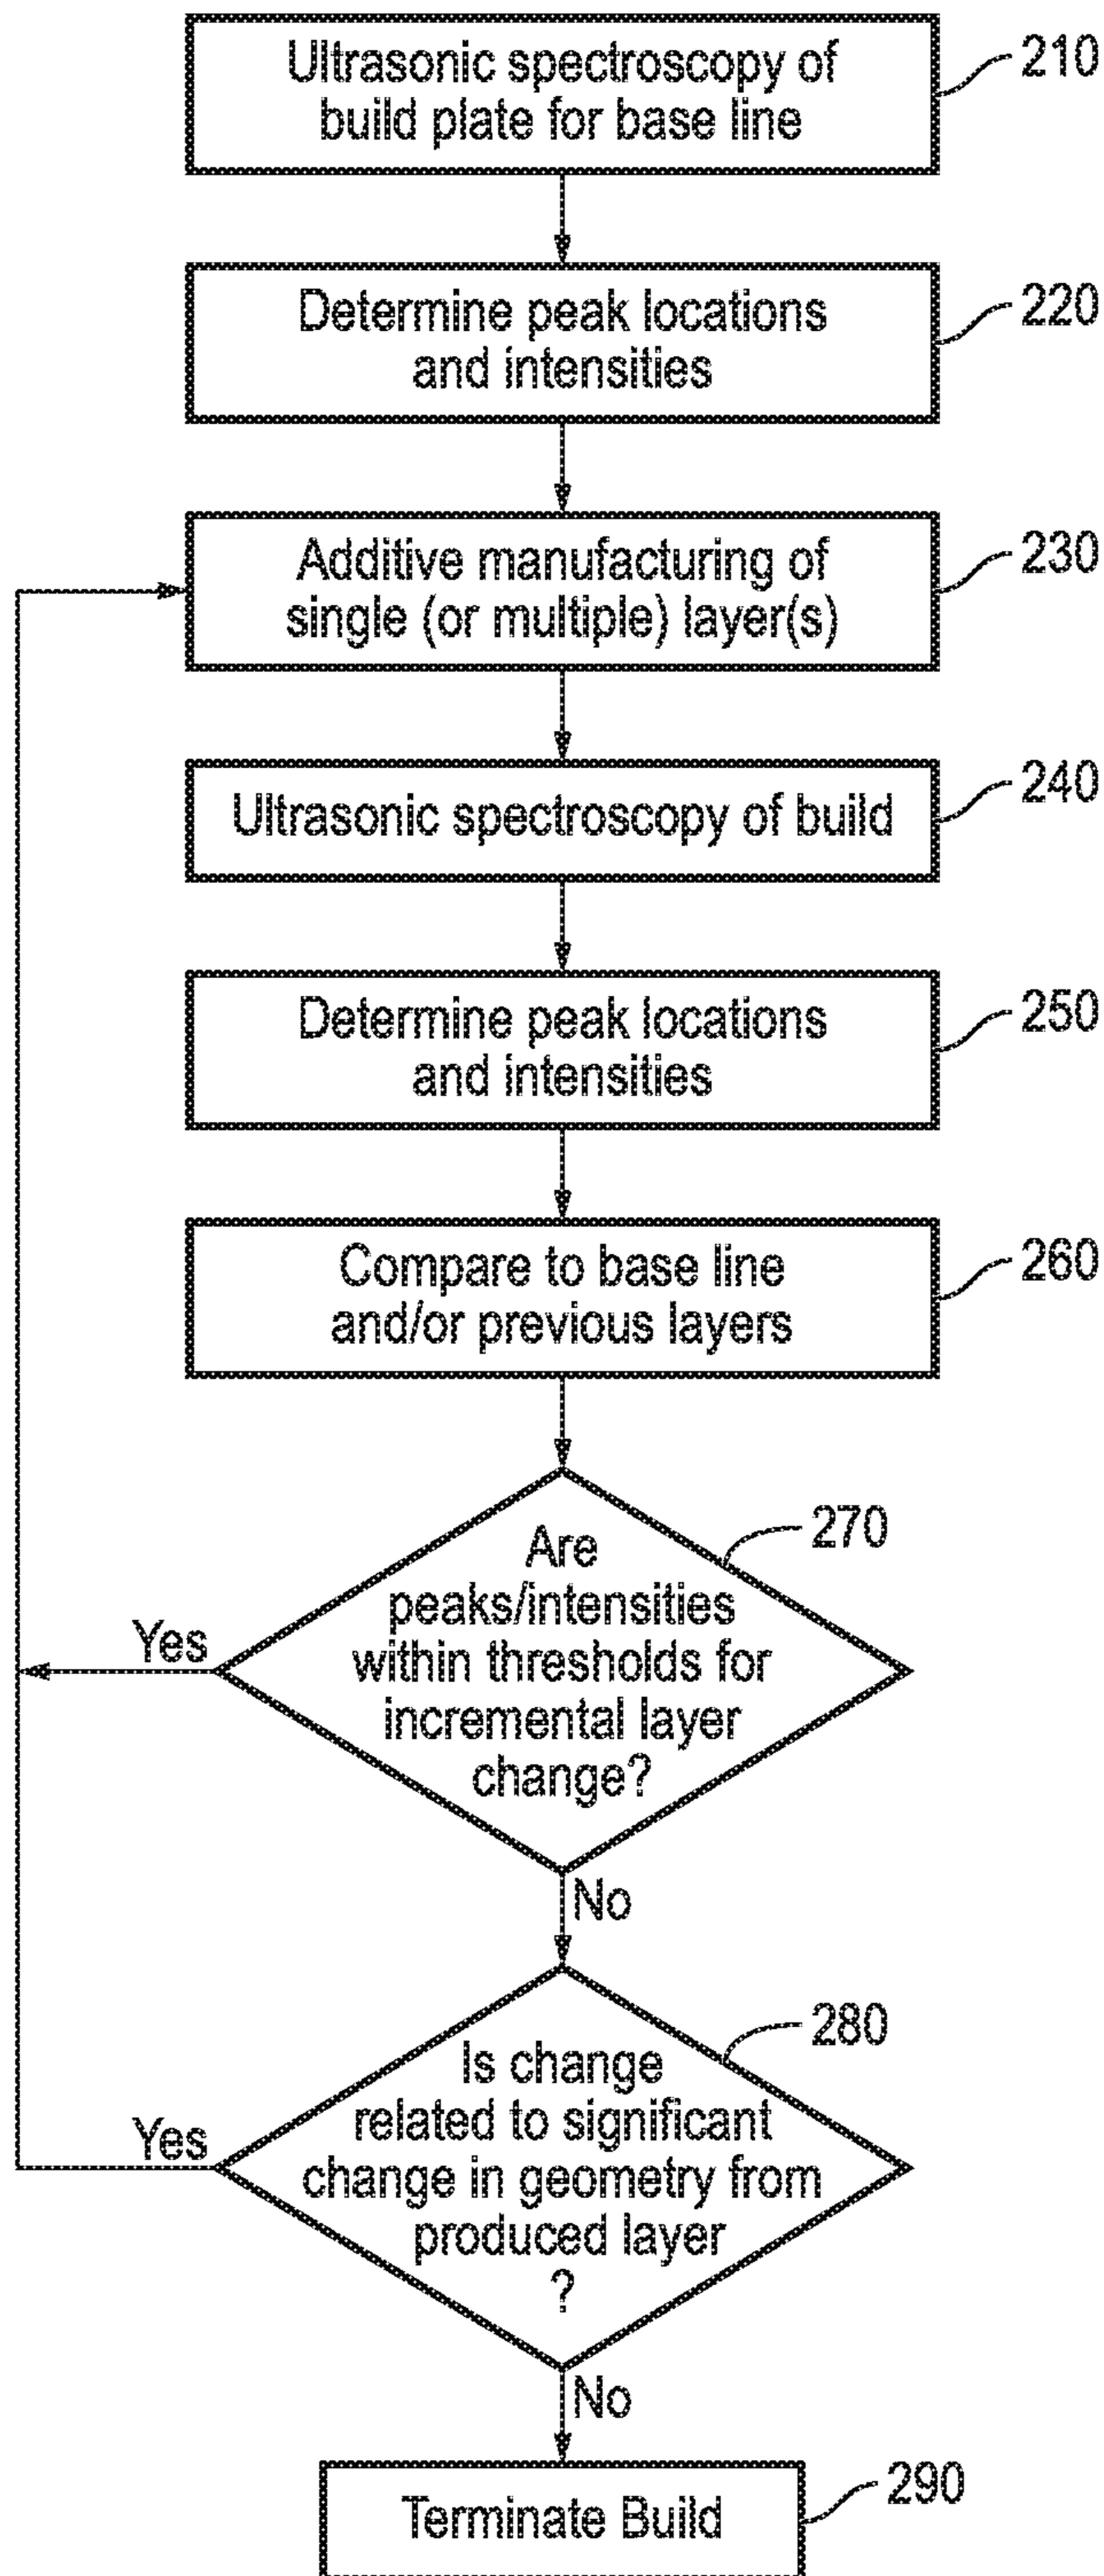 Ultrasonic spectroscopy of
build plate for base line
210
Determine peak locations
and intensities
220
Additive manufacturing of
single (or multiple) layer(s)
230
Ultrasonic spectroscopy of build
240
Determine peak locations
and intensities
250
Compare to base line
and/or previous layers
260
Are
peaks/intensities
within thresholds for
incremental layer
change?
270
Yes
No
Is change
related to significant
change in geometry from
produced layer
?
280
Yes
No
Terminate Build
290